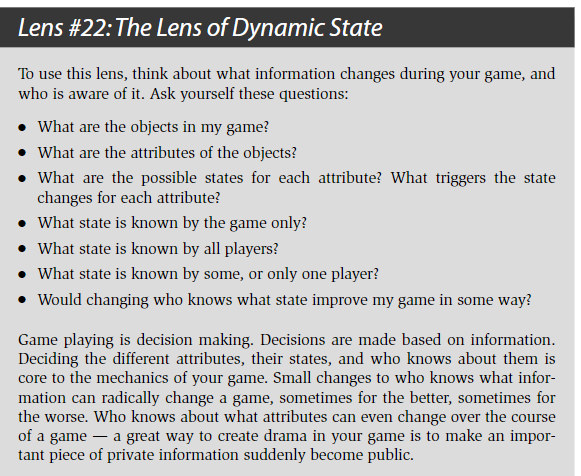 Lens #22: The Lens of Dynamic State
To use this lens, think about what information changes during your game, and
who is aware of it. Ask yourself these questions:
● What are the objects in my game?
● What are the attributes of the objects?
● What are the possible states for each attribute? What triggers the state
changes for each attribute?
● What state is known by the game only?
● What state is known by all players?
● What state is known by some, or only one player?
● Would changing who knows what state improve my game in some way?
Game playing is decision making. Decisions are made based on information.
Deciding the different attributes, their states, and who knows about them is
core to the mechanics of your game. Small changes to who knows what infor-
mation can radically change a game, sometimes for the better, sometimes for
the worse. Who knows about what attributes can even change over the course
of a game — a great way to create drama in your game is to make an impor-
tant piece of private information suddenly become public.